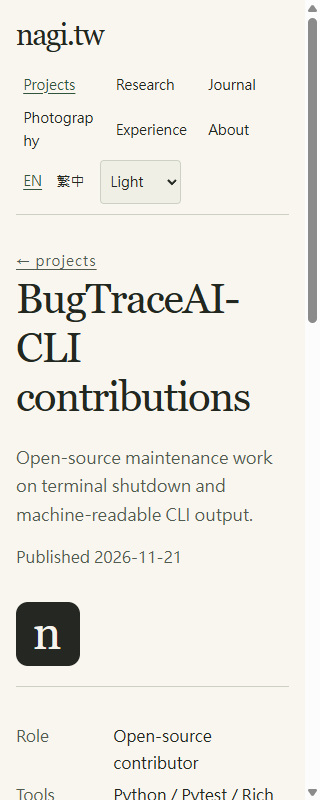 nagi.tw
Projects Research Journal
Photograp
hy Experience About
EN 繁中 Light
← projects
BugTraceAI-
CLI
contributions
Open-source maintenance work
on terminal shutdown and
machine-readable CLI output.
Published 2026-11-21
n
Role Open-source
contributor
Tools Python / Pytest / Rich